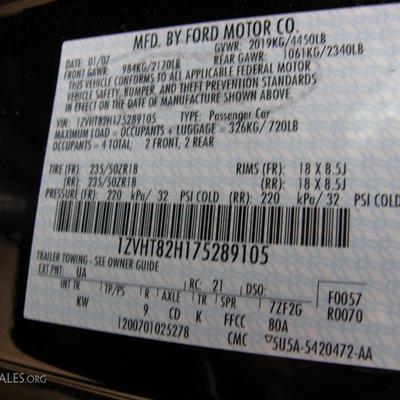 MFD. BY FORD MOTOR CO.
DATE: 01/07 GVWR: 2019KG/4450LB
FRONT GAWR: 984KG/2170LB REAR GAWR: 1061KG/2340LB
THIS VEHICLE CONFORMS TO ALL APPLICABLE FEDERAL MOTOR
VEHICLE SAFETY, BUMPER, AND THEFT PREVENTION STANDARDS
IN EFFECT ON THE DATE OF MANUFACTURE SHOWN ABOVE.
VIN: 1ZVHT82H175289105 TYPE: Passenger Car
MAXIMUM LOAD = OCCUPANTS + LUGGAGE = 326KG/720LB
OCCUPANTS = 4 TOTAL, 2 FRONT, 2 REAR
TIRE (FR): 235/50ZR18 RIMS (FR): 18 X 8.5J
(RR): 235/50ZR18 (RR): 18 X 8.5J
PRESSURE (FR): 220 kPa/ 32 PSI COLD (RR): 220 kPa/ 32 PSI COLD
1ZVHT82H175289105
TRAILER TOWING - SEE OWNER GUIDE
EXT PNT: UA RC: 21 DSO: F0057
INT TR TP/PS R AXLE TR SPR 7ZF2G R0070
KW 9 CD K FFCC 80A
1200701025278 CMC 5U5A-5420472-AA
ALES.ORG